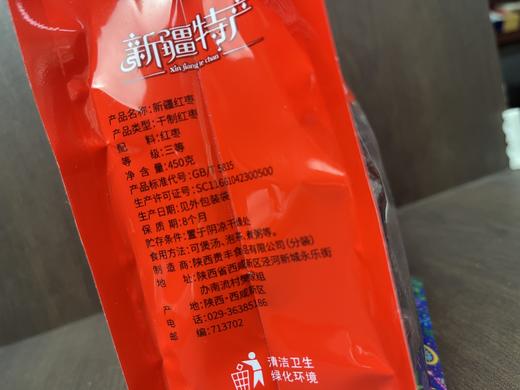 新疆特产
Xin jiang te chan
产品名称:新疆红枣
产品类型:干制红枣
配 料:红枣
等 级:三等
净 含 量:450克
产品标准代号:GB/T 5835
生产许可证号:SC11661042300500
生产日期:见外包装袋
保 质 期:8个月
贮存条件:置于阴凉干燥处
食用方法:可煲汤、泡茶、煮粥等。
制 造 商:陕西贵丰食品有限公司(分装)
地 址:陕西省西咸新区泾河新城永乐街
办南流村樊家组
产 地:陕西·西咸新区
电 话:029-36385186
邮 编:713702
清洁卫生
绿化环境